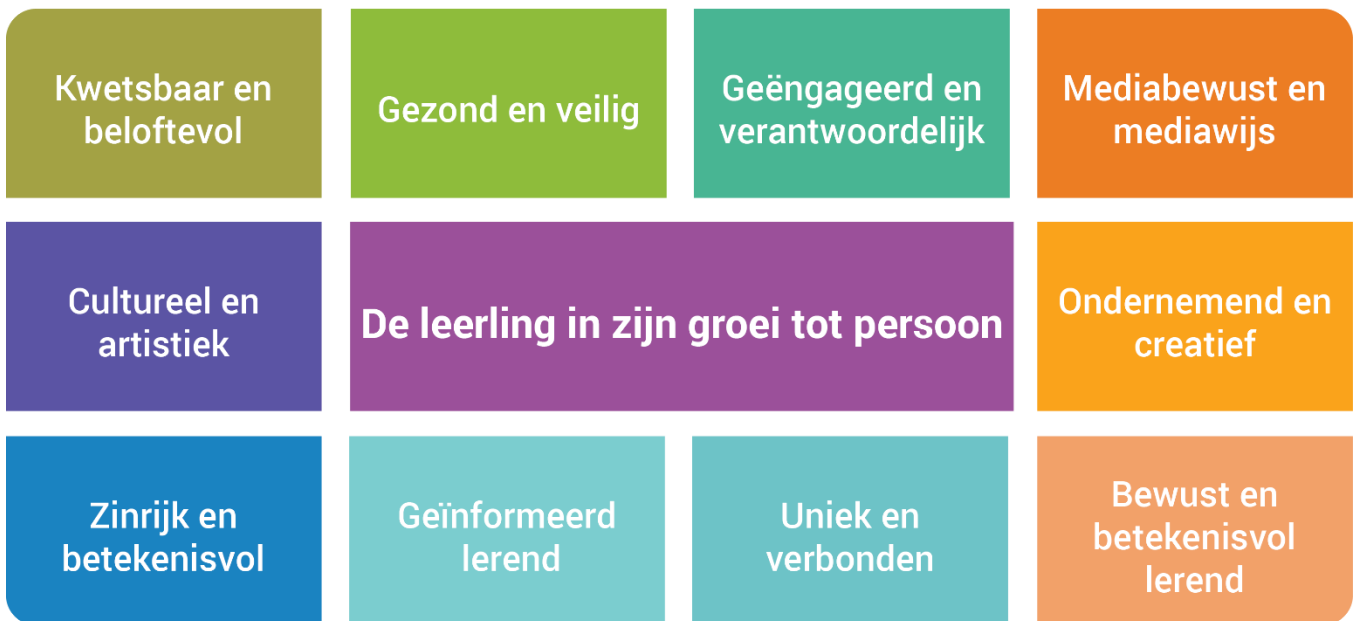 Kwetsbaar en
beloftevol
Gezond en veilig
Geëngageerd en
verantwoordelijk
Mediabewust en
mediawijs
Cultureel en
artistiek
De leerling in zijn groei tot persoon
Ondernemend en
creatief
Zinrijk en
betekenisvol
Geïnformeerd
lerend
Uniek en
verbonden
Bewust en
betekenisvol
lerend